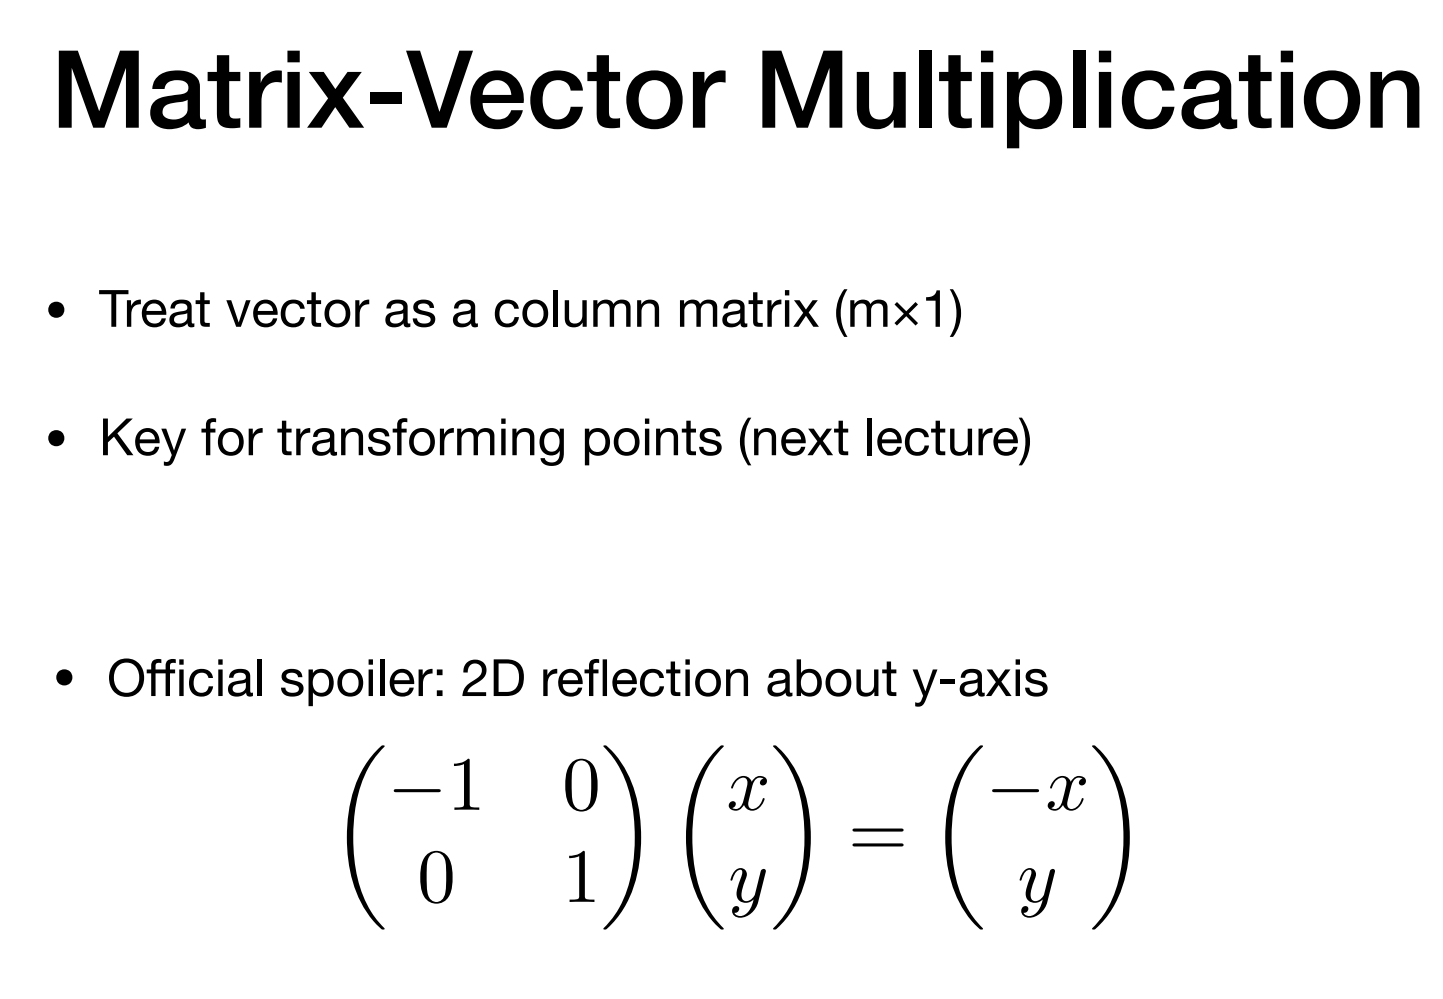 Matrix-Vector Multiplication
• Treat vector as a column matrix (m×1)
• Key for transforming points (next lecture)
• Official spoiler: 2D reflection about y-axis
\begin{pmatrix} -1 & 0 \\ 0 & 1 \end{pmatrix} \begin{pmatrix} x \\ y \end{pmatrix} = \begin{pmatrix} -x \\ y \end{pmatrix}